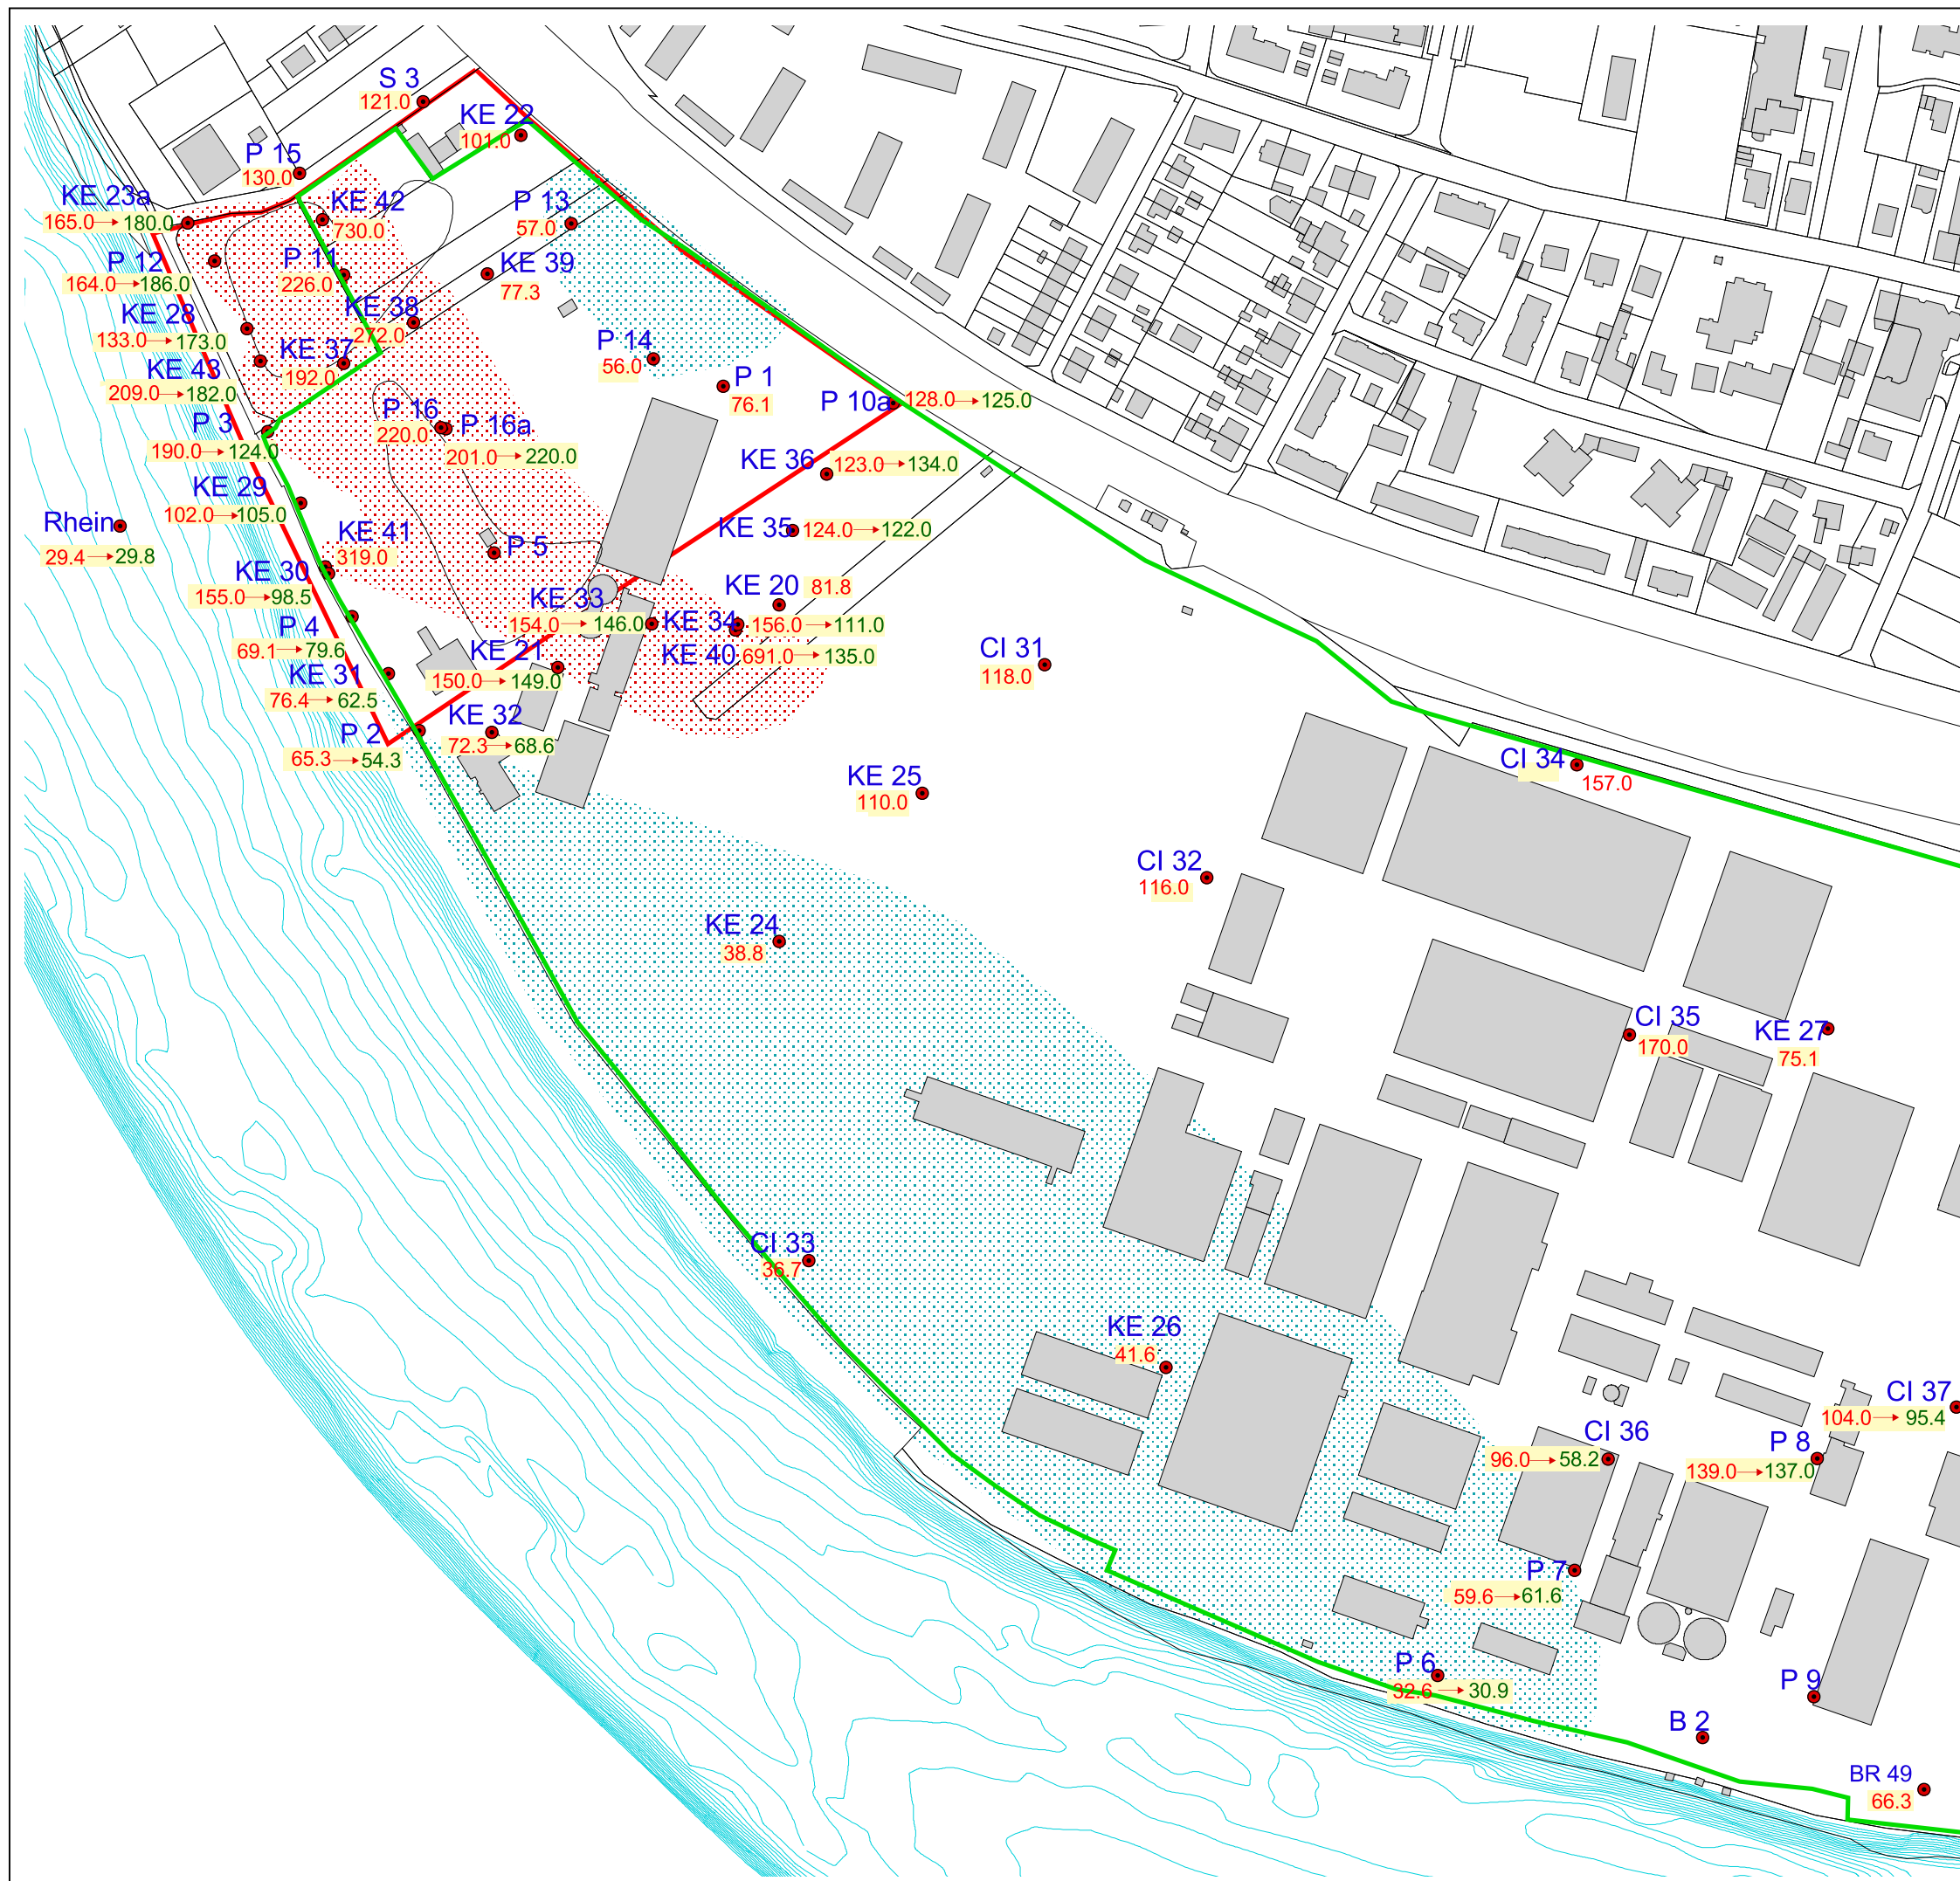 S 3
121.0
KE 22
101.0
P 15
130.0
KE 23a
165.0→180.0
KE 42
730.0
P 13
57.0
P 12
164.0→186.0
P 11
226.0
KE 39
77.3
KE 28
133.0→173.0
KE 38
272.0
P 14
56.0
KE 37
192.0
KE 43
209.0→182.0
P 1
76.1
P 10a
128.0→125.0
P 3
190.0→124.0
P 16
220.0
P 16a
201.0→220.0
KE 36
123.0→134.0
KE 29
102.0→105.0
Rhein
29.4→29.8
KE 35
124.0→122.0
KE 41
319.0
P 5
KE 30
155.0→98.5
KE 20
81.8
KE 33
154.0→146.0
KE 34
156.0→111.0
P 4
69.1→79.6
KE 21
150.0→149.0
KE 40
691.0→135.0
CI 31
118.0
KE 31
76.4→62.5
KE 32
72.3→68.6
P 2
65.3→54.3
KE 25
110.0
CI 34
157.0
CI 32
116.0
KE 24
38.8
CI 35
170.0
KE 27
75.1
CI 33
36.7
KE 26
41.6
CI 37
104.0→95.4
CI 36
96.0→58.2
P 8
139.0→137.0
P 7
59.6→61.6
P 6
32.6→30.9
P 9
B 2
BR 49
66.3